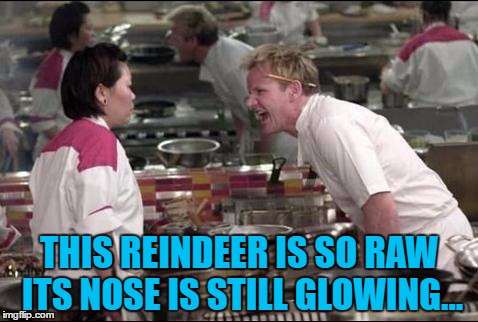 THIS REINDEER IS SO RAW
ITS NOSE IS STILL GLOWING...
imgflip.com